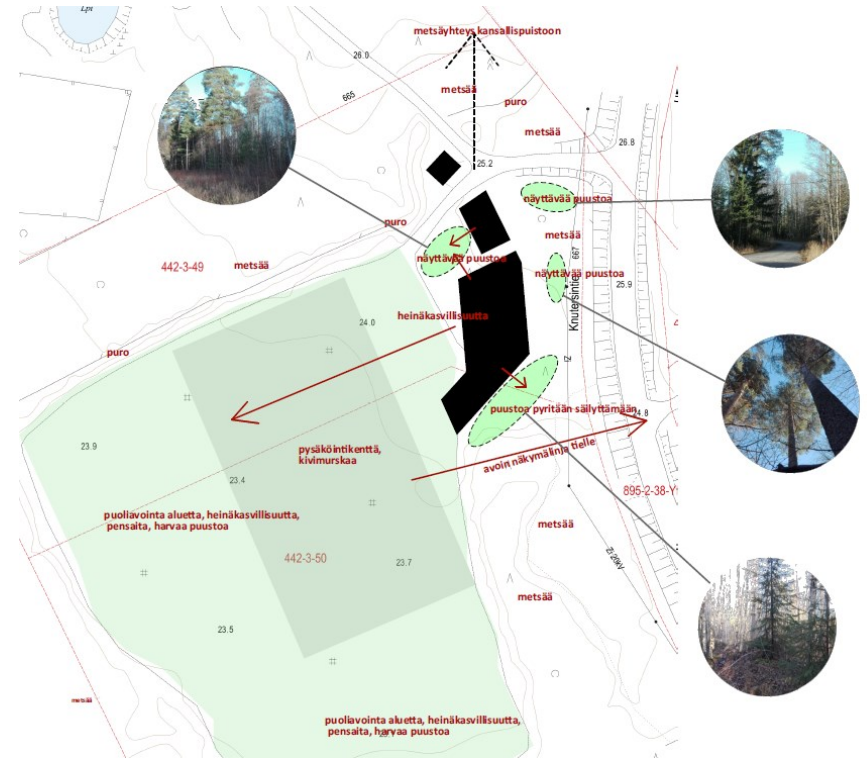 Lpt
metsäyhteys kansallispuistoon
26.0
metsää
665
puro
metsää
26.8
25.2
näyttävää puustoa
puro
metsää
442-3-49
metsää
näyttävää puustoa
667
näyttävää puustoa
25.9
Knutersintie
heinäkasvillisuutta
24.0
puro
t2
puustoa pyritään säilyttämään
24.8
avoin näkymälinja tielle
23.9
pysäköintikenttä,
kivimurskaa
23.4
895-2-38-Y
puoliavointa aluetta, heinäkasvillisuutta,
pensaita, harvaa puustoa
metsää
442-3-50
23.7
Z 20kV
metsää
23.5
metsää
puoliavointa aluetta, heinäkasvillisuutta,
pensaita, harvaa puustoa